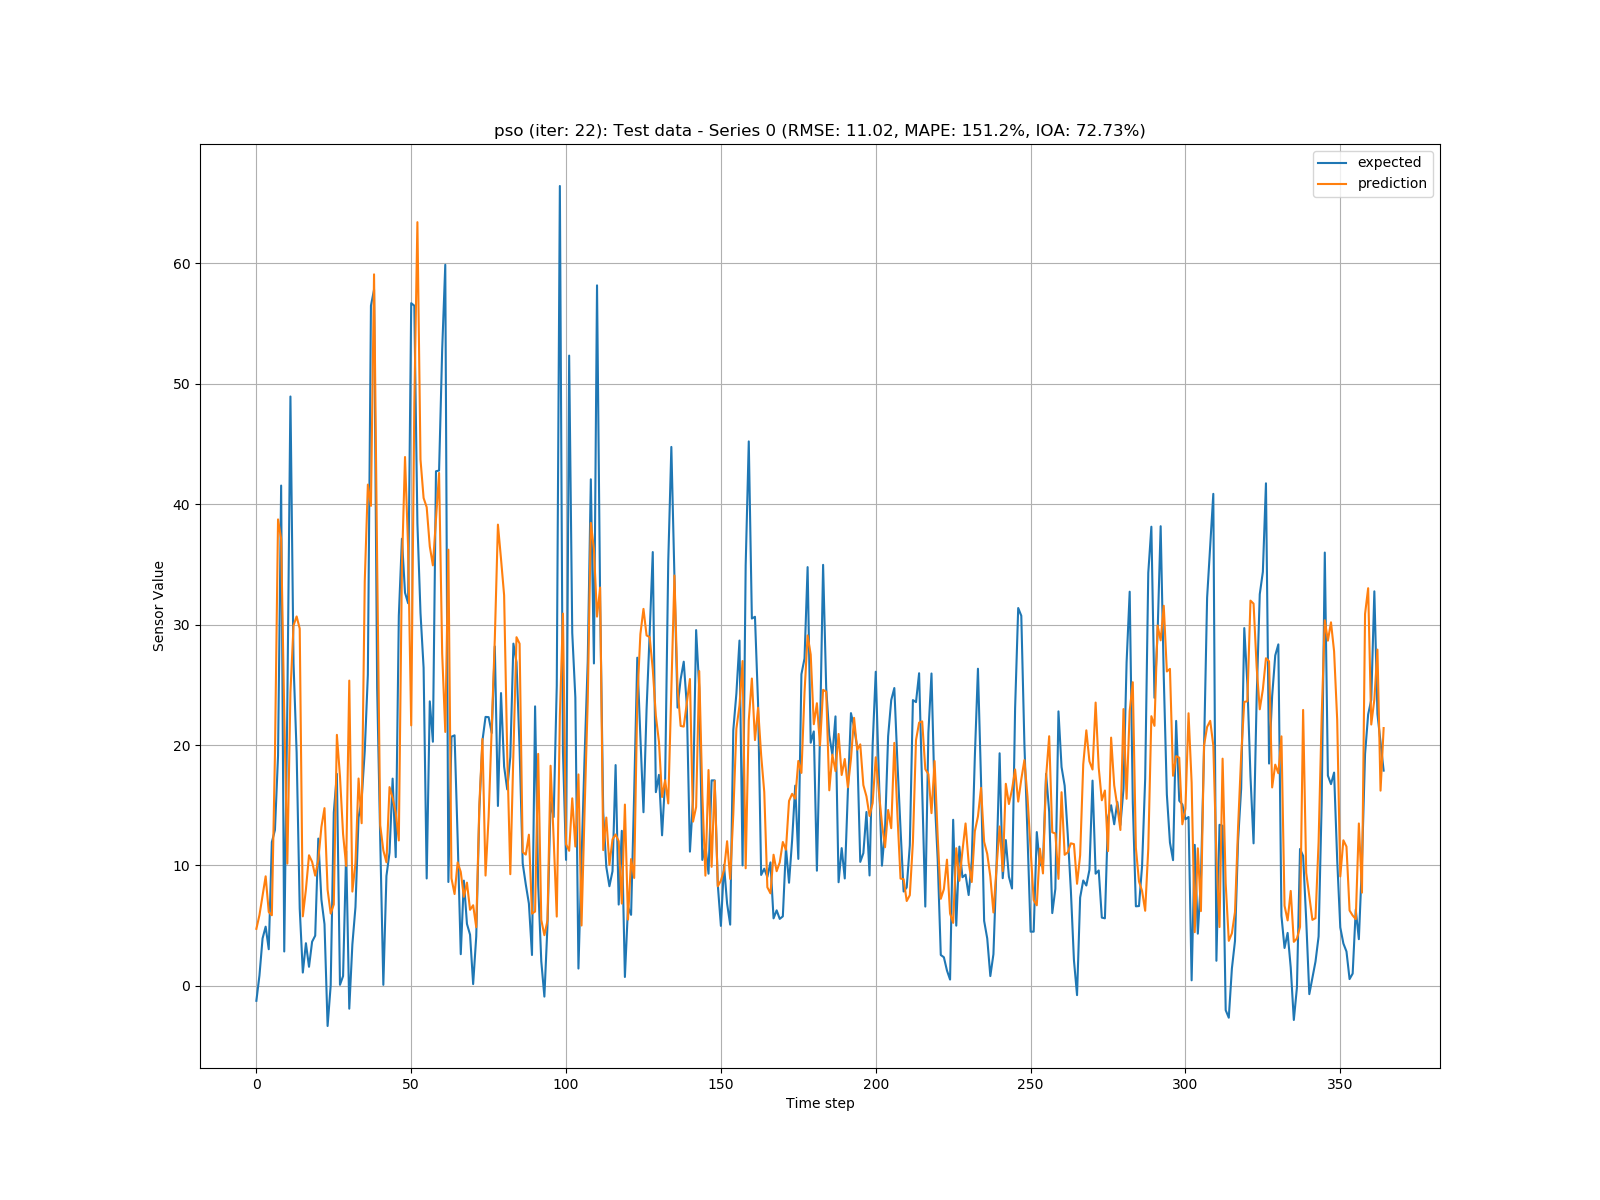 pso (iter: 22): Test data - Series 0 (RMSE: 11.02, MAPE: 151.2%, IOA: 72.73%)
expected
prediction
60
50
40
30
20
10
0
Sensor Value
0 50 100 150 200 250 300 350
Time step